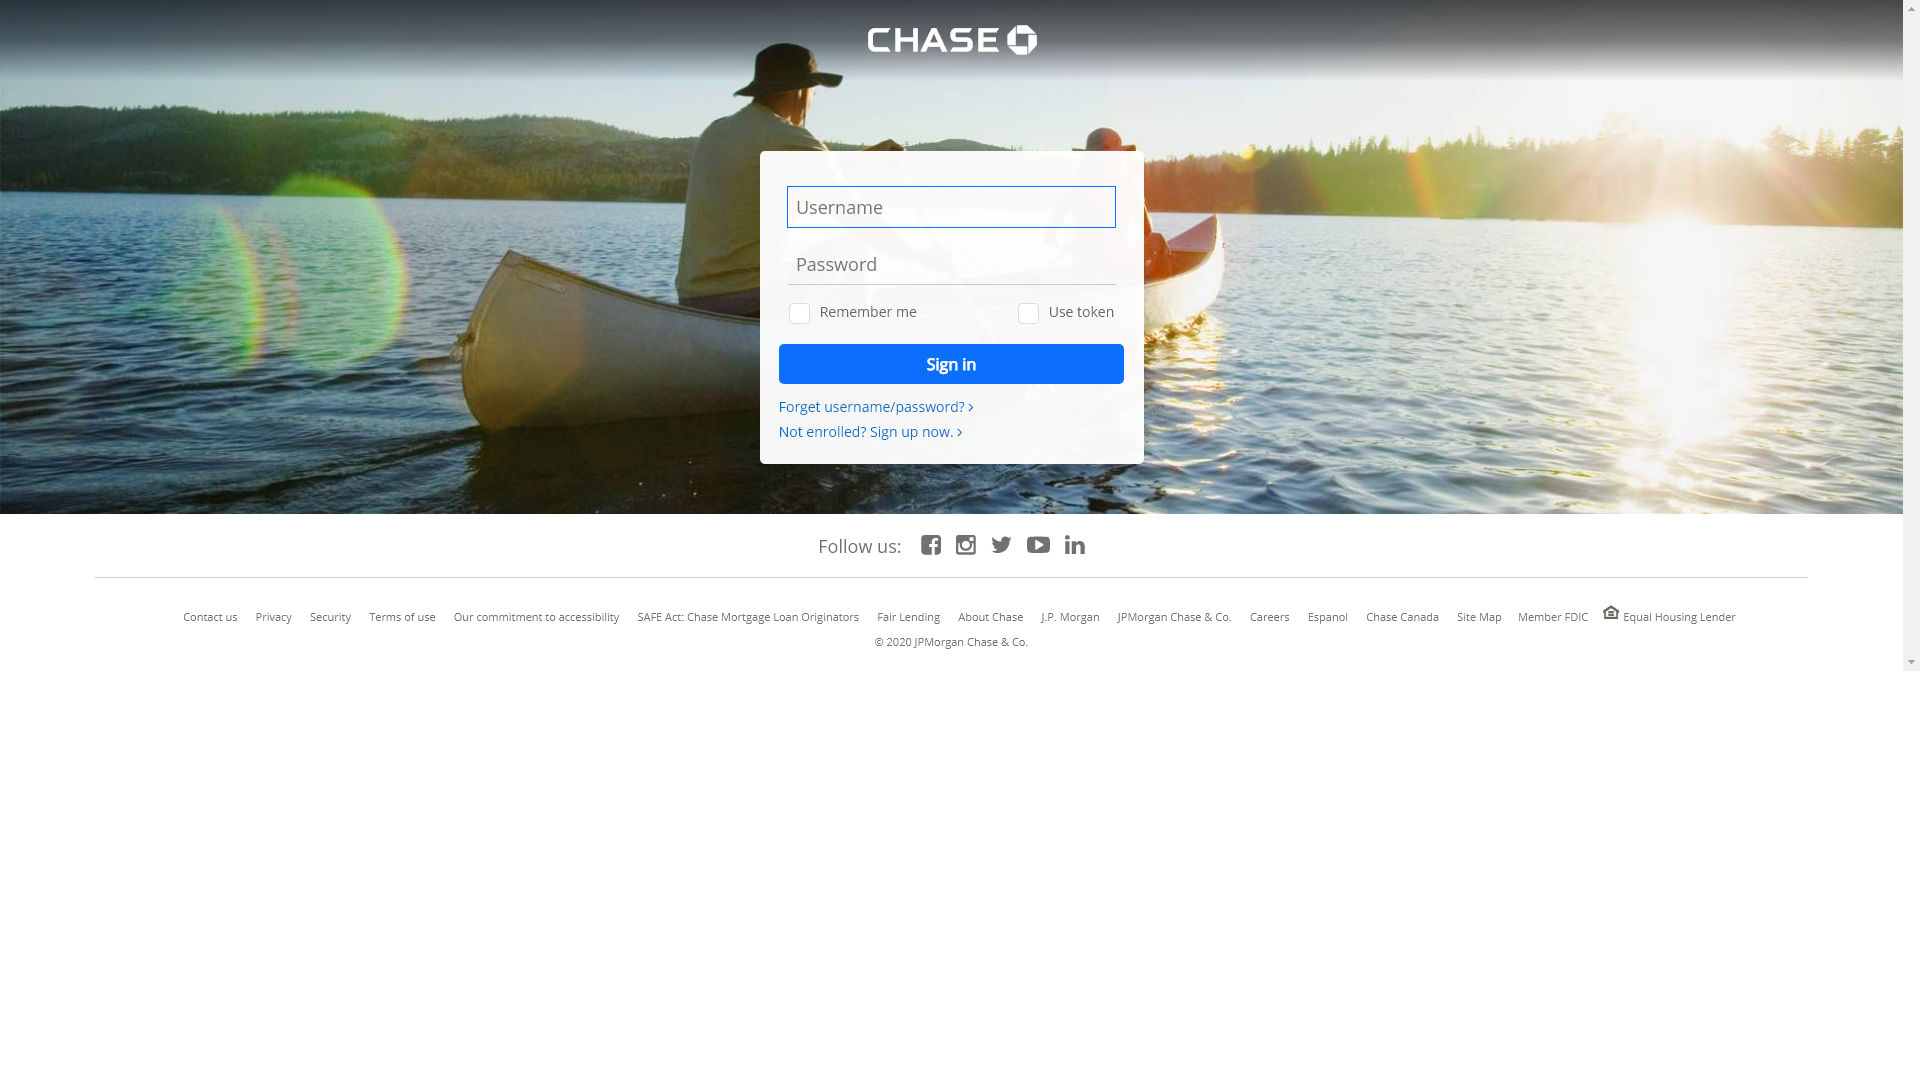 CHASE
Username
Password
Remember me Use token
Sign in
Forget username/password?
Not enrolled? Sign up now.
Follow us:
Contact us Privacy Security Terms of use Our commitment to accessibility SAFE Act: Chase Mortgage Loan Originators Fair Lending About Chase J.P. Morgan JPMorgan Chase & Co. Careers Espanol Chase Canada Site Map Member FDIC Equal Housing Lender
© 2020 JPMorgan Chase & Co.